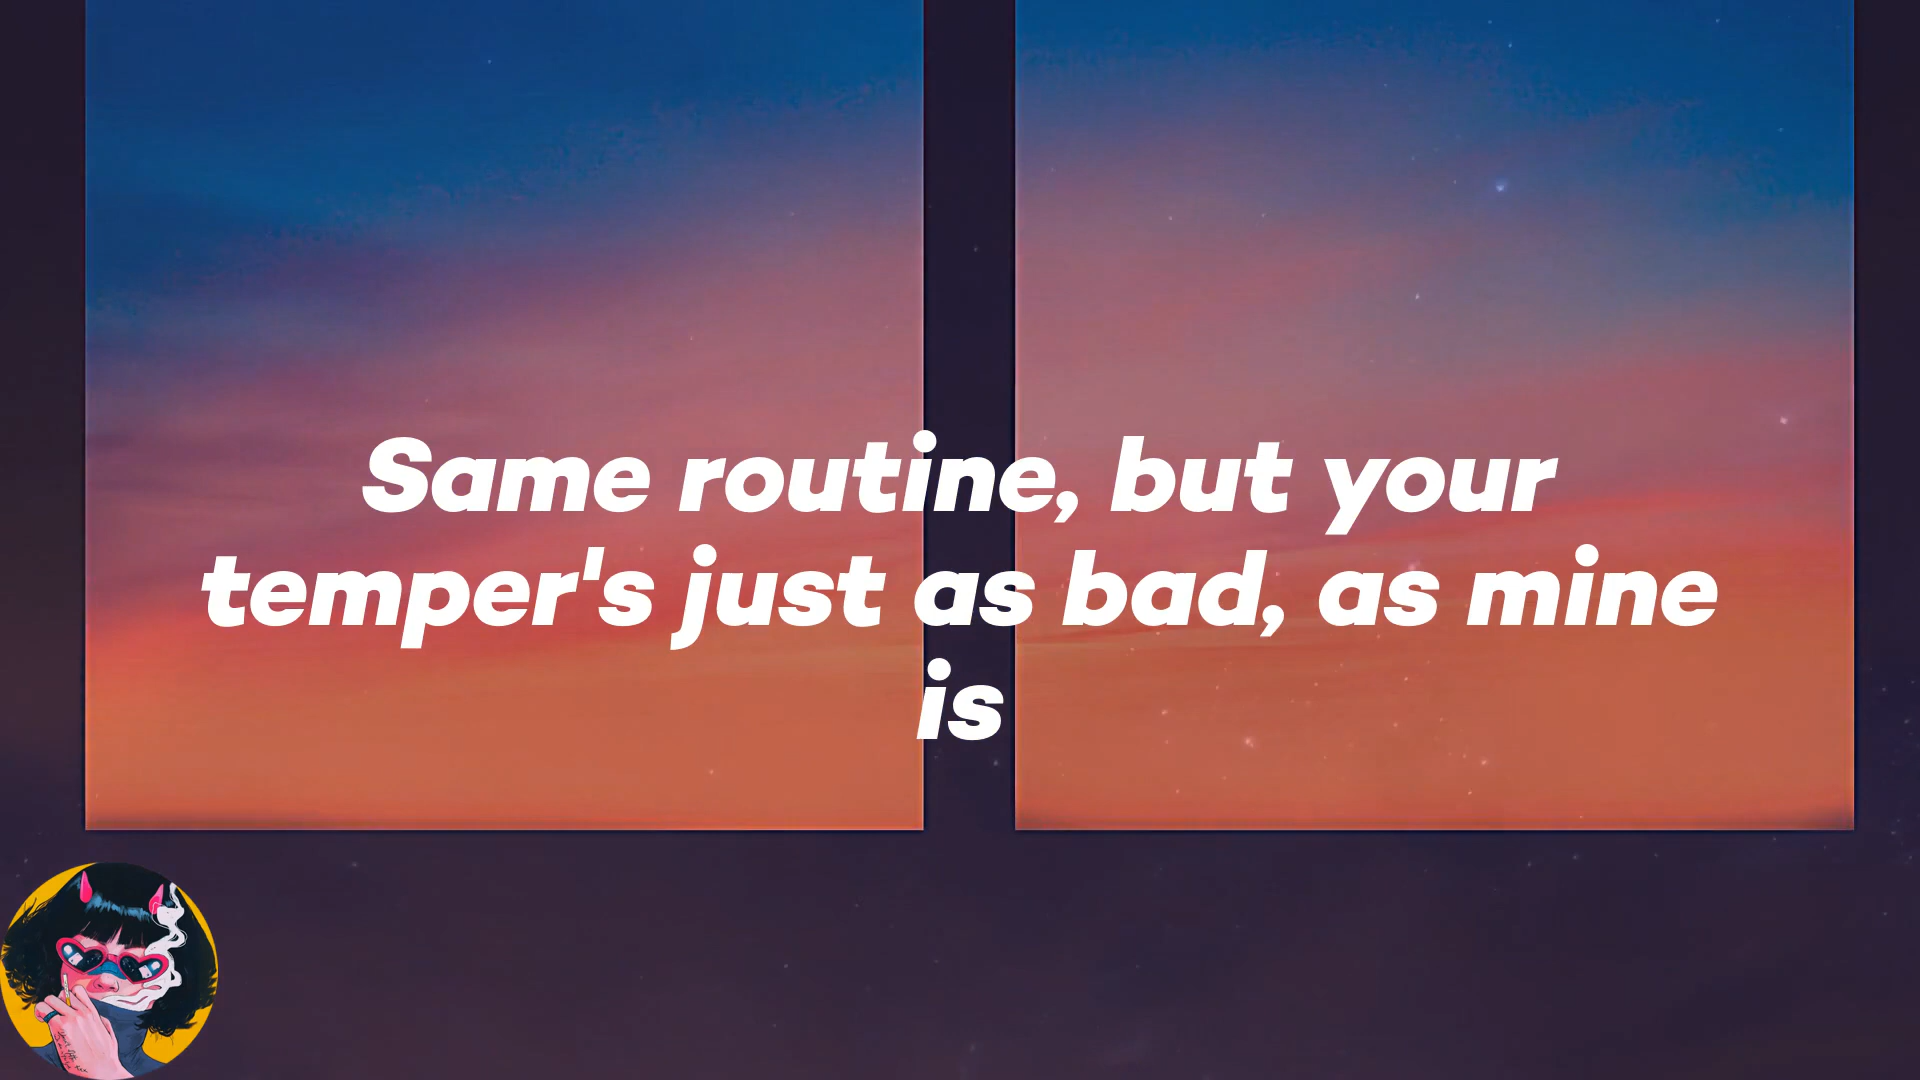 Same routine, but your
temper's just as bad, as mine
is